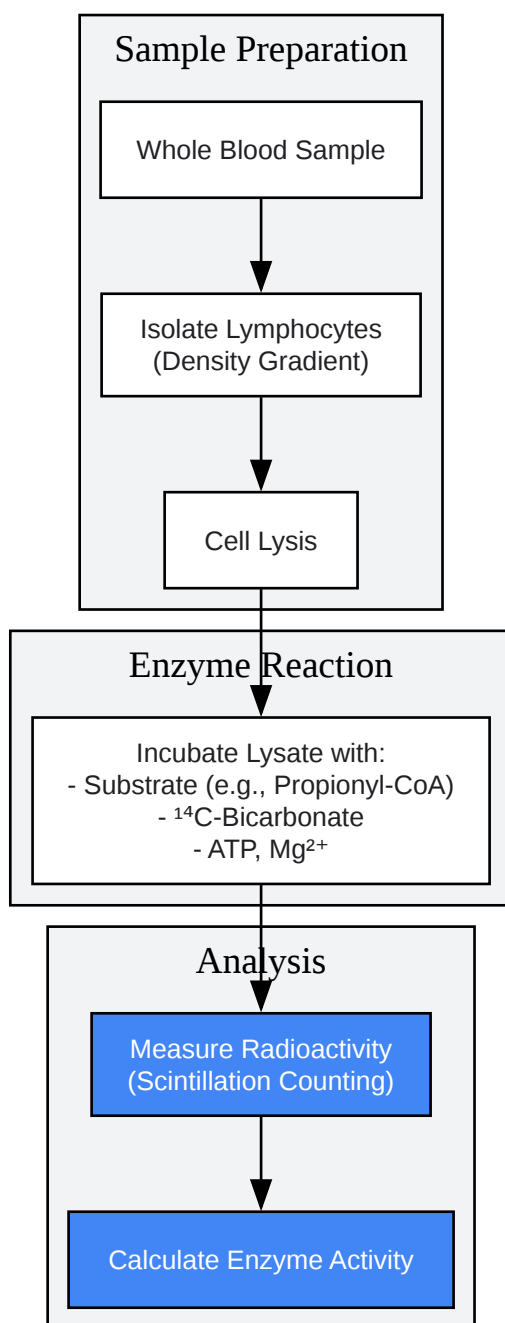 Sample Preparation
Whole Blood Sample
Isolate Lymphocytes
(Density Gradient)
Cell Lysis
Enzyme Reaction
Incubate Lysate with:
- Substrate (e.g., Propionyl-CoA)
- ¹⁴C-Bicarbonate
- ATP, Mg²⁺
Analysis
Measure Radioactivity
(Scintillation Counting)
Calculate Enzyme Activity